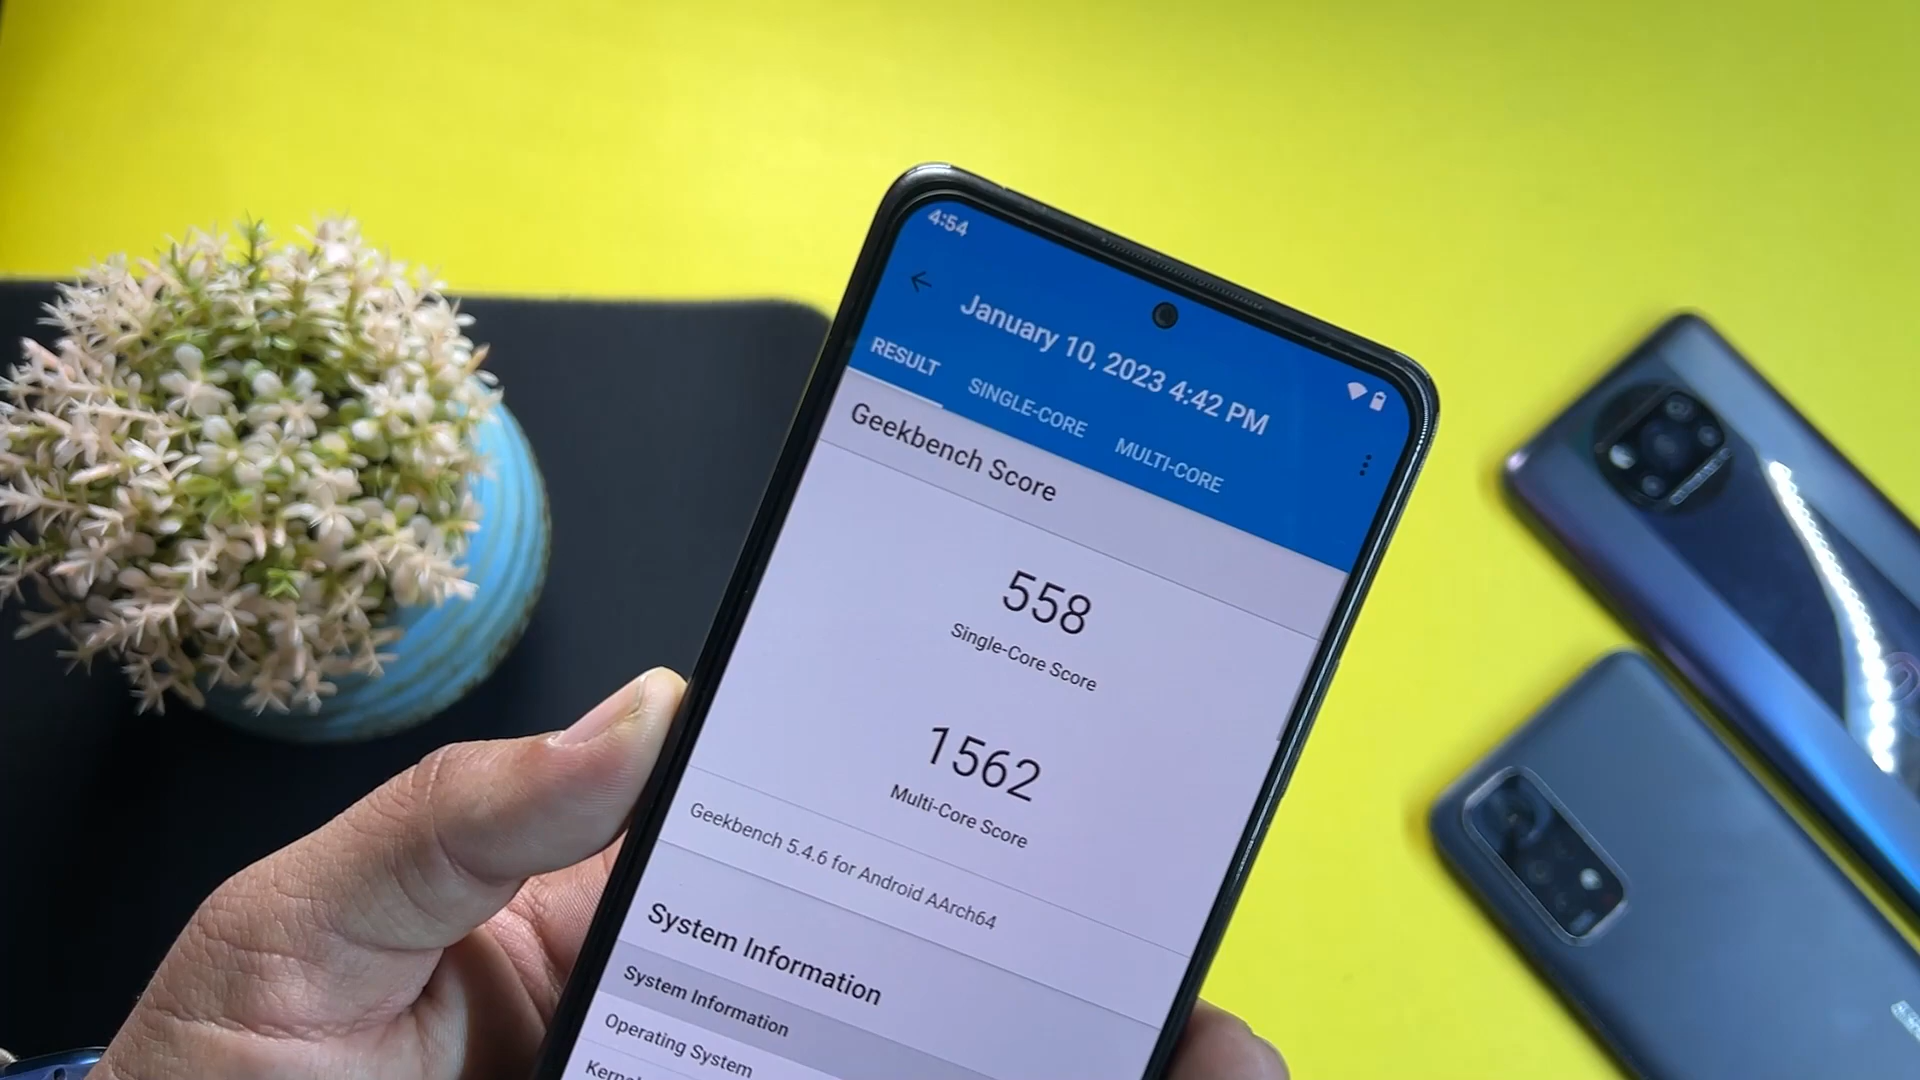 4:54
January 10, 2023 4:42 PM
RESULT SINGLE-CORE MULTI-CORE
Geekbench Score
558
Single-Core Score
1562
Multi-Core Score
Geekbench 5.4.6 for Android AArch64
System Information
System Information
Operating System